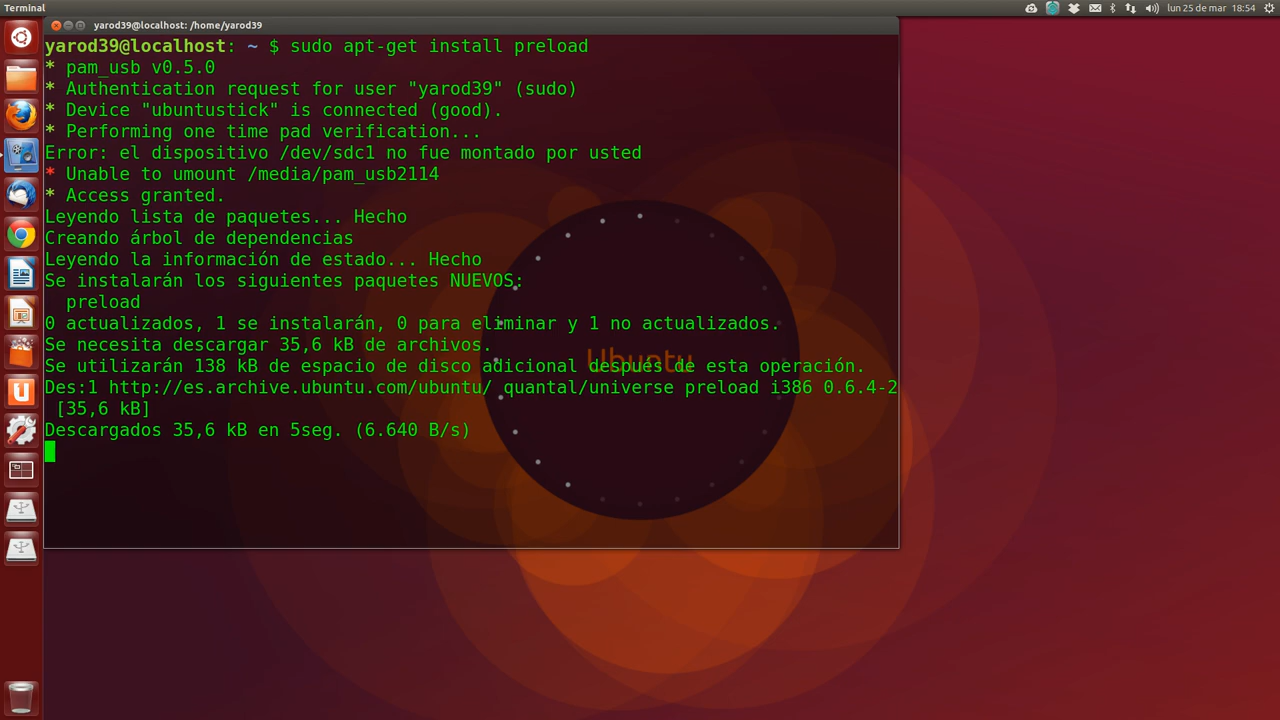 Terminal
lun 25 de mar 18:54
yarod39@localhost: /home/yarod39
yarod39@localhost: ~ $ sudo apt-get install preload
* pam_usb v0.5.0
* Authentication request for user "yarod39" (sudo)
* Device "ubuntustick" is connected (good).
* Performing one time pad verification...
Error: el dispositivo /dev/sdc1 no fue montado por usted
* Unable to umount /media/pam_usb2114
* Access granted.
Leyendo lista de paquetes... Hecho
Creando árbol de dependencias
Leyendo la información de estado... Hecho
Se instalarán los siguientes paquetes NUEVOS:
preload
0 actualizados, 1 se instalarán, 0 para eliminar y 1 no actualizados.
Se necesita descargar 35,6 kB de archivos.
Ubuntu
Se utilizarán 138 kB de espacio de disco adicional después de esta operación.
Des:1 http://es.archive.ubuntu.com/ubuntu/ quantal/universe preload i386 0.6.4-2
[35,6 kB]
Descargados 35,6 kB en 5seg. (6.640 B/s)